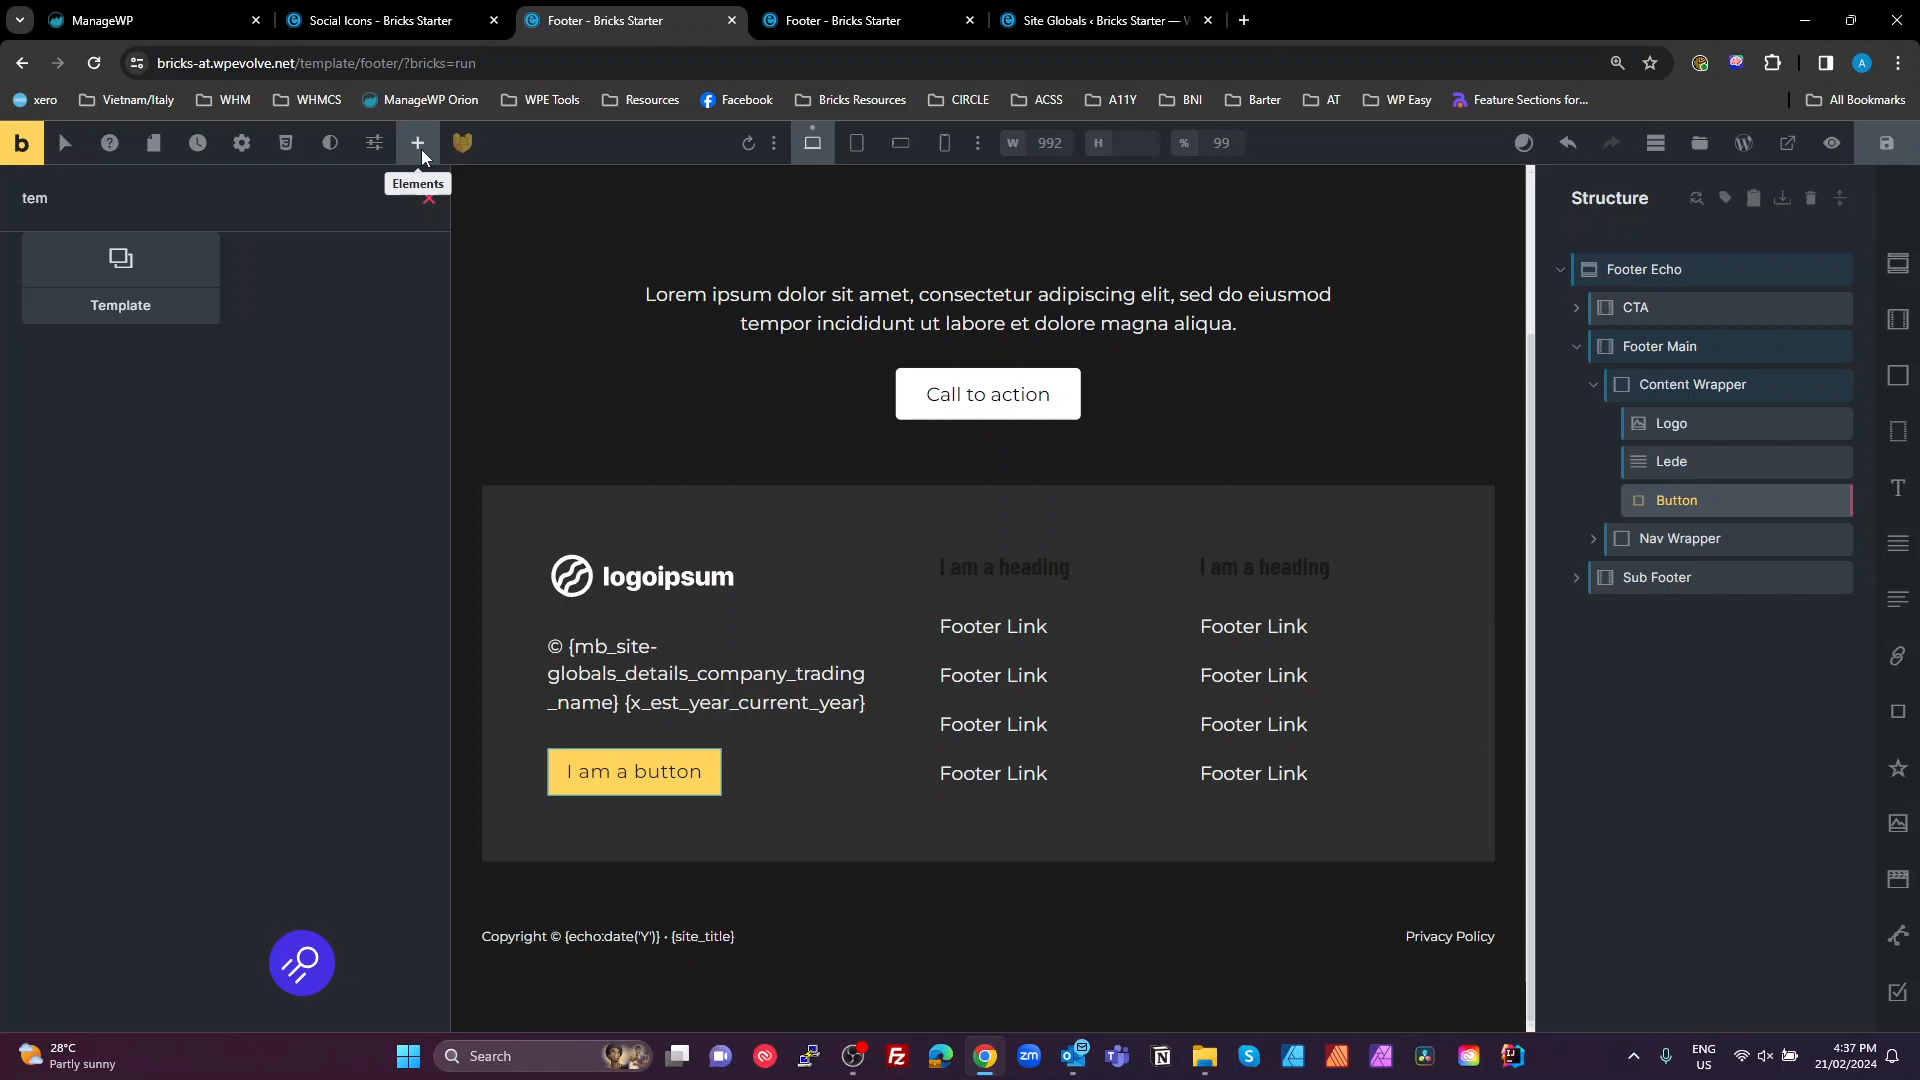 ManageWP
Social Icons - Bricks Starter
Footer - Bricks Starter
Footer - Bricks Starter
Site Globals ‹ Bricks Starter —
bricks-at.wpevolve.net/template/footer/?bricks=run
xero
Vietnam/Italy
WHM
WHMCS
ManageWP Orion
WPE Tools
Resources
Facebook
Bricks Resources
CIRCLE
ACSS
A11Y
BNI
Barter
AT
WP Easy
Feature Sections for...
All Bookmarks
b
W 992
H
% 99
Elements
tem
Template
Lorem ipsum dolor sit amet, consectetur adipiscing elit, sed do eiusmod
tempor incididunt ut labore et dolore magna aliqua.
Call to action
logoipsum
© {mb_site-
globals_details_company_trading
_name} {x_est_year_current_year}
I am a button
I am a heading
Footer Link
Footer Link
Footer Link
Footer Link
I am a heading
Footer Link
Footer Link
Footer Link
Footer Link
Copyright © {echo:date('Y')} • {site_title}
Privacy Policy
Structure
Footer Echo
CTA
Footer Main
Content Wrapper
Logo
Lede
Button
Nav Wrapper
Sub Footer
28°C
Partly sunny
Search
ENG
US
4:37 PM
21/02/2024